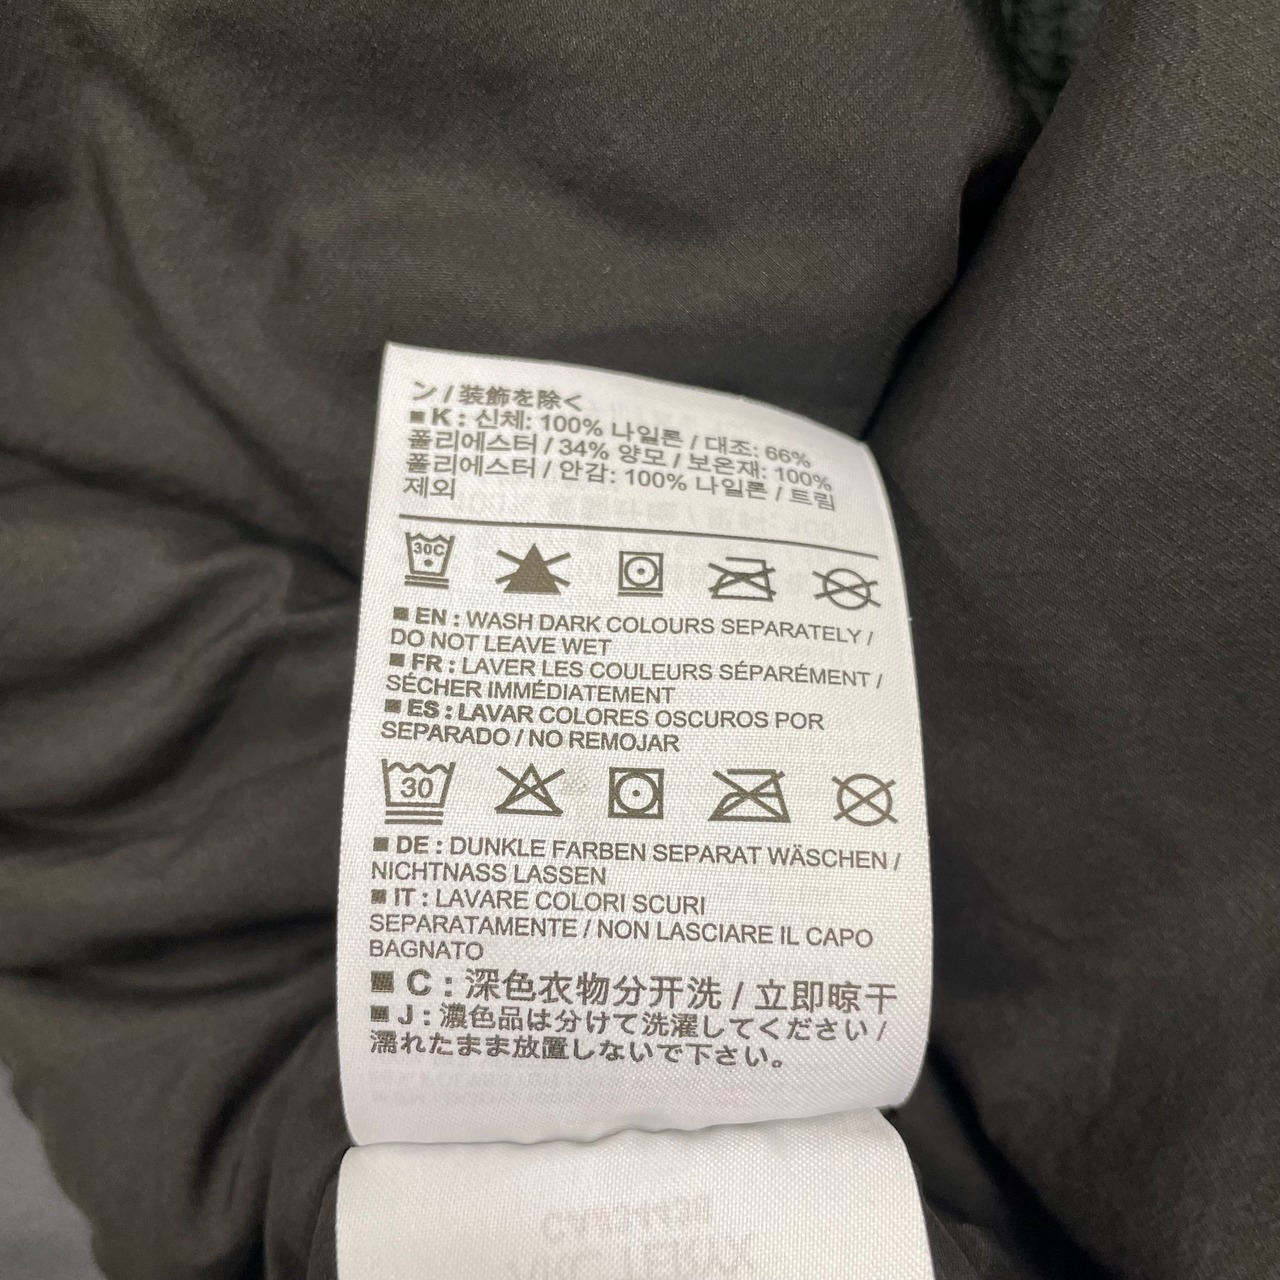 ン / 装飾を除く
■ K : 신체: 100% 나일론 / 대조: 66%
폴리에스터 / 34% 양모 / 보온재: 100%
폴리에스터 / 안감: 100% 나일론 / 트림
제외
30C
■ EN : WASH DARK COLOURS SEPARATELY /
DO NOT LEAVE WET
■ FR : LAVER LES COULEURS SÉPARÉMENT /
SÉCHER IMMÉDIATEMENT
■ ES : LAVAR COLORES OSCUROS POR
SEPARADO / NO REMOJAR
30
■ DE : DUNKLE FARBEN SEPARAT WÄSCHEN /
NICHTNASS LASSEN
■ IT : LAVARE COLORI SCURI
SEPARATAMENTE / NON LASCIARE IL CAPO
BAGNATO
■ C : 深色衣物分开洗 / 立即晾干
■ J : 濃色品は分けて洗濯してください /
濡れたまま放置しないで下さい。